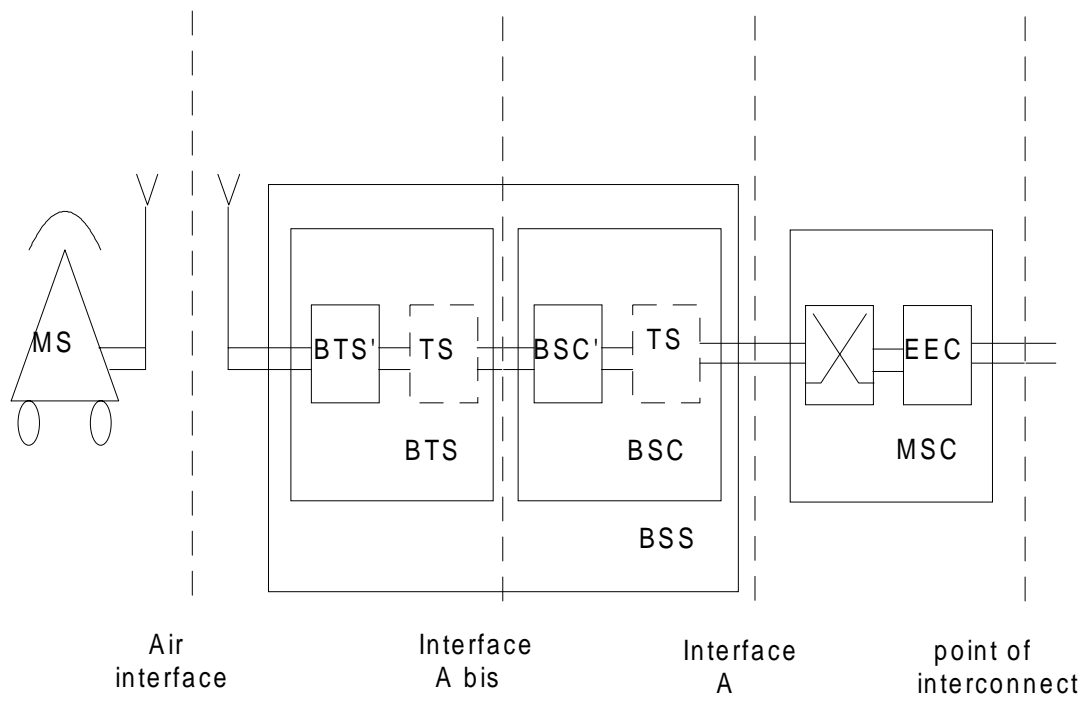 MS
BTS'
TS
BSC'
TS
EEC
BTS
BSC
MSC
BSS
Air
interface
Interface
A bis
Interface
A
point of
interconnect